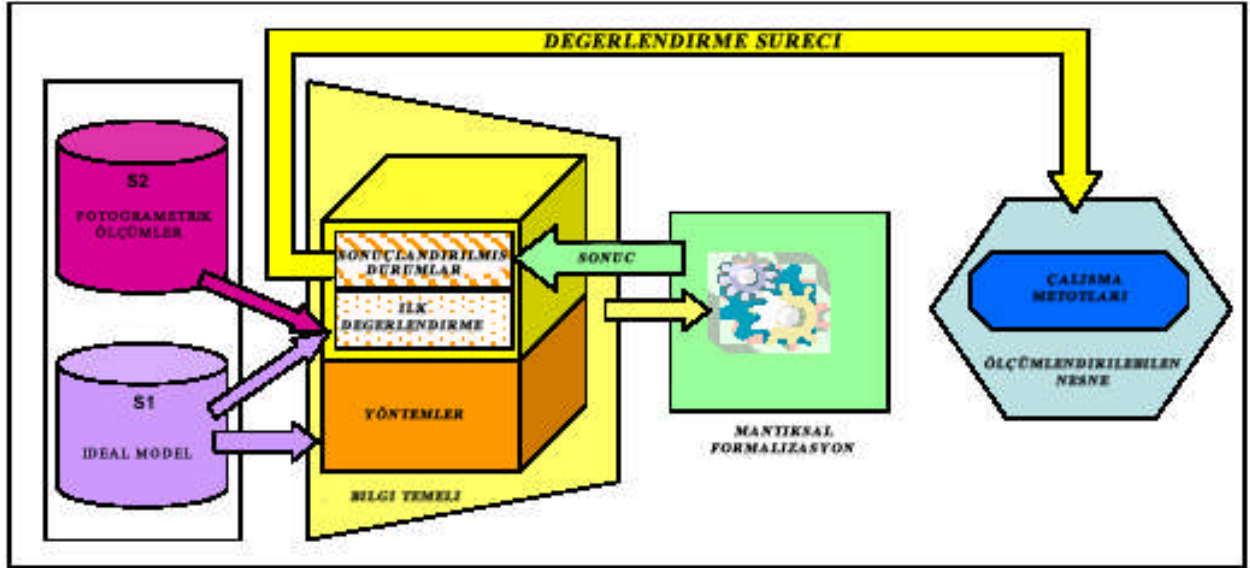 DEGERLENDIRME SURECI
S2
FOTOGRAMETRIK
ÖLÇÜMLER
S1
IDEAL MODEL
SONUÇLANDIRILMIS
DURUMLAR
ILK
DEGERLENDIRME
YÖNTEMLER
BILGI TEMELI
SONUC
MANTIKSAL
FORMALIZASYON
ÇALISMA
METOTLARI
ÖLÇÜMLENDIRILEBILEN
NESNE